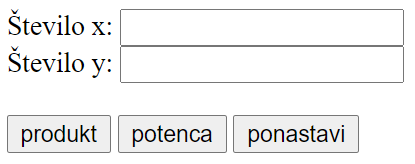 Število x:
Število y:
produkt potenca ponastavi